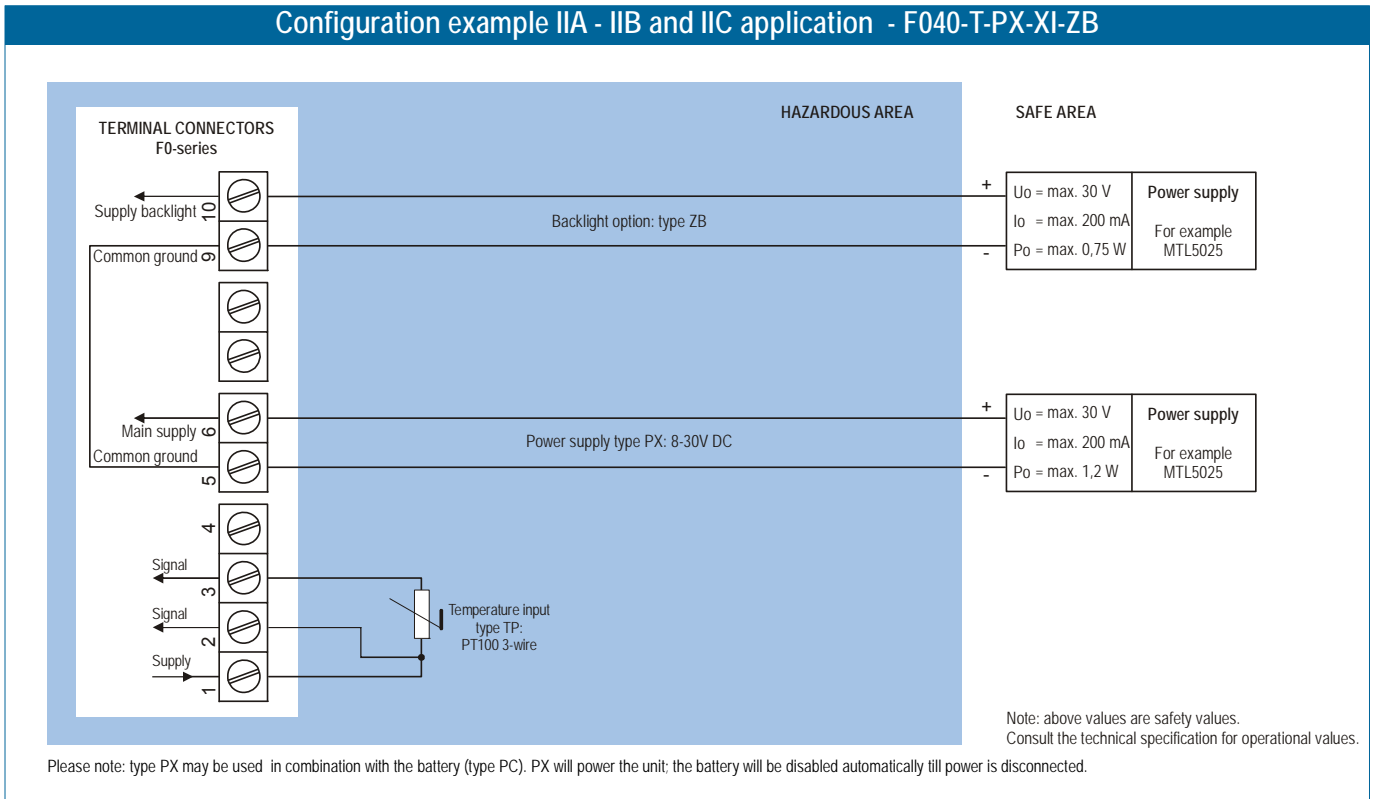 Configuration example IIA - IIB and IIC application - F040-T-PX-XI-ZB
HAZARDOUS AREA
SAFE AREA
TERMINAL CONNECTORS
F0-series
Supply backlight
10
Backlight option: type ZB
Common ground
9
+
-
Uo = max. 30 V
Io = max. 200 mA
Po = max. 0,75 W
Power supply
For example
MTL5025
Main supply
6
Power supply type PX: 8-30V DC
Common ground
5
+
-
Uo = max. 30 V
Io = max. 200 mA
Po = max. 1,2 W
Power supply
For example
MTL5025
4
Signal
3
Signal
2
Supply
1
Temperature input
type TP:
PT100 3-wire
Note: above values are safety values.
Consult the technical specification for operational values.
Please note: type PX may be used in combination with the battery (type PC). PX will power the unit; the battery will be disabled automatically till power is disconnected.